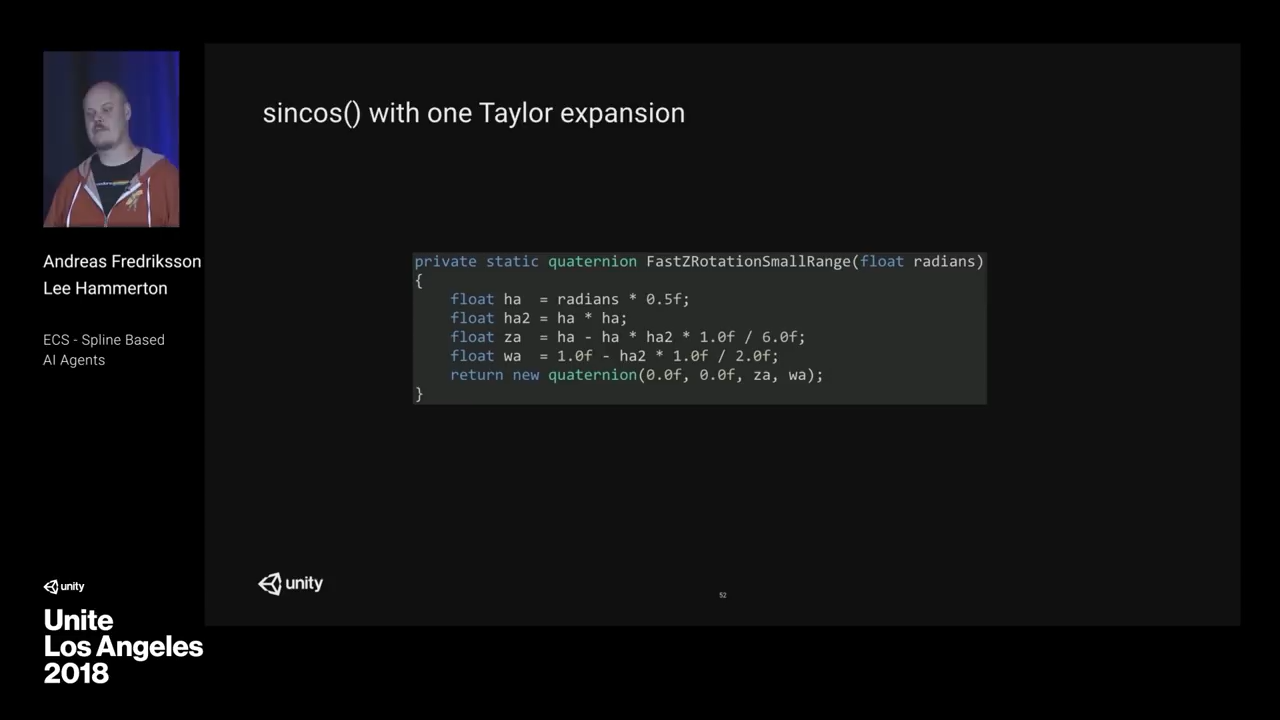 sincos() with one Taylor expansion
private static quaternion FastZRotationSmallRange(float radians)
{
    float ha  = radians * 0.5f;
    float ha2 = ha * ha;
    float za  = ha - ha * ha2 * 1.0f / 6.0f;
    float wa  = 1.0f - ha2 * 1.0f / 2.0f;
    return new quaternion(0.0f, 0.0f, za, wa);
}
Andreas Fredriksson
Lee Hammerton
ECS - Spline Based
AI Agents
unity
Unite
Los Angeles
2018
unity
52